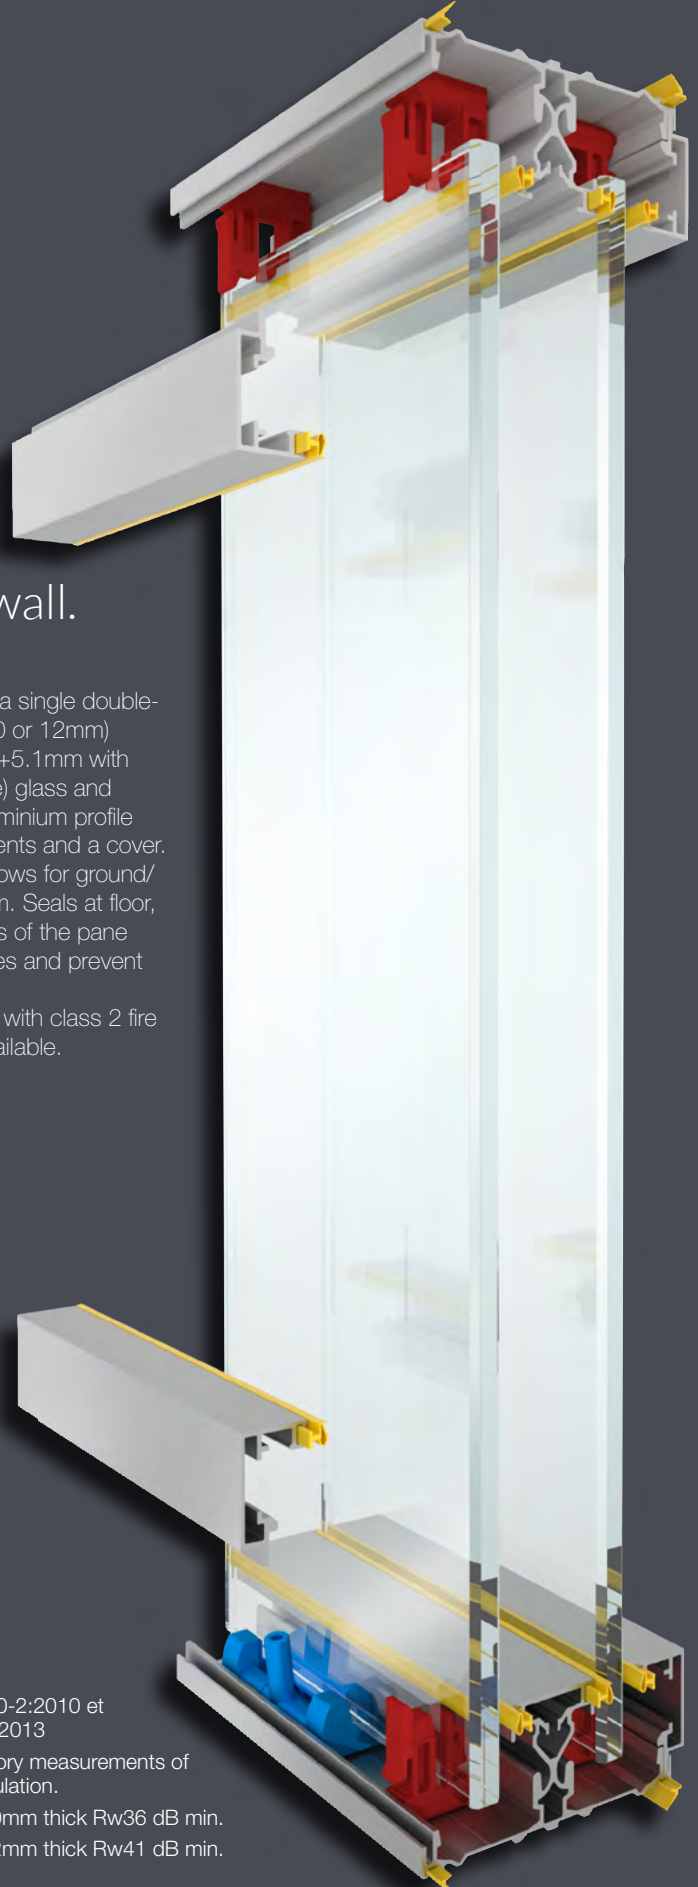 wall.
a single double-
0 or 12mm)
+5.1mm with
e) glass and
minium profile
ents and a cover.
ows for ground/
m. Seals at floor,
s of the pane
es and prevent
with class 2 fire
ailable.
0-2:2010 et
2013
ory measurements of
ulation.
0mm thick Rw36 dB min.
2mm thick Rw41 dB min.